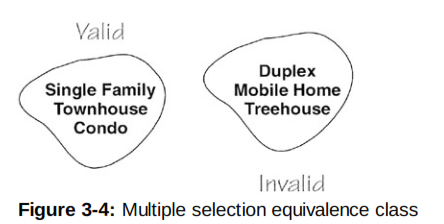 Valid
Single Family
Townhouse
Condo
Duplex
Mobile Home
Treehouse
Invalid
Figure 3-4: Multiple selection equivalence class